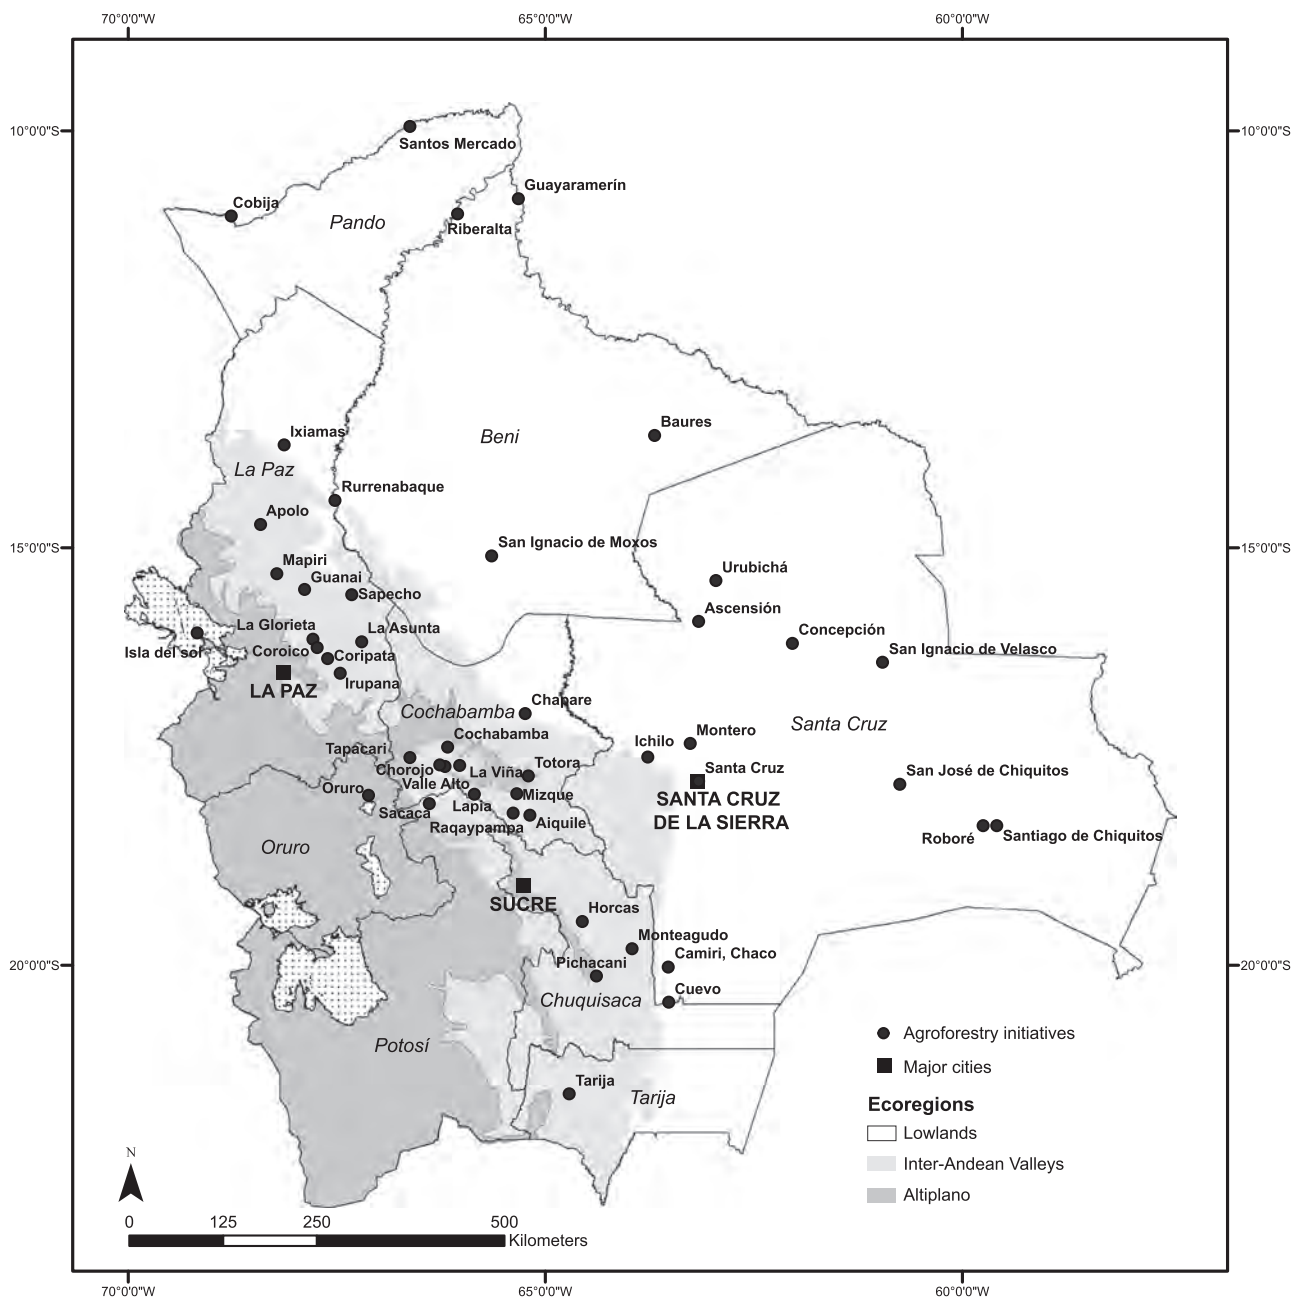 70°0'0"W
65°0'0"W
60°0'0"W
10°0'0"S
10°0'0"S
Santos Mercado
Guayaramerín
Cobija
Pando
Riberalta
Baures
Ixiamas
Beni
La Paz
Rurrenabaque
Apolo
San Ignacio de Moxos
15°0'0"S
15°0'0"S
Mapiri
Urubichá
Guanai
Sapecho
Ascensión
La Glorieta
La Asunta
Concepción
Isla del sol
Coroico
Coripata
San Ignacio de Velasco
Irupana
LA PAZ
Chapare
Cochabamba
Santa Cruz
Cochabamba
Montero
Ichilo
Tapacari
Totora
Santa Cruz
Chorojo
La Viña
San José de Chiquitos
Valle Alto
Oruro
Mizque
SANTA CRUZ
DE LA SIERRA
Lapia
Sacaca
Raqaypampa
Aiquile
Roboré
Santiago de Chiquitos
Oruro
SUCRE
Horcas
Monteagudo
Camiri, Chaco
Pichacani
20°0'0"S
20°0'0"S
Cuevo
Chuquisaca
Potosí
Tarija
Tarija
Agroforestry initiatives
Major cities
Ecoregions
Lowlands
Inter-Andean Valleys
Altiplano
N
0
125
250
500
Kilometers
70°0'0"W
65°0'0"W
60°0'0"W